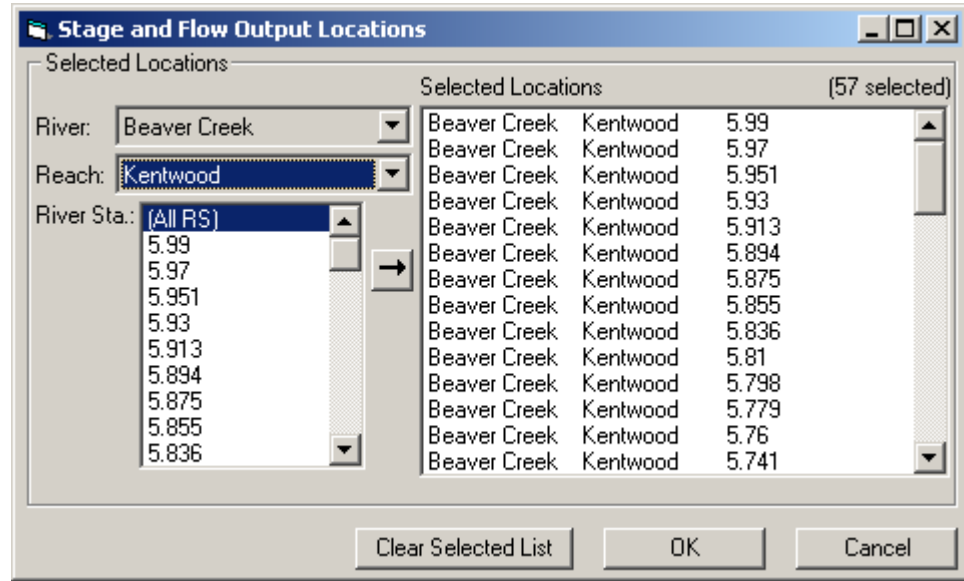 Stage and Flow Output Locations
Selected Locations
Selected Locations (57 selected)
River: Beaver Creek
Reach: Kentwood
River Sta.: (All RS)
5.99
5.97
5.951
5.93
5.913
5.894
5.875
5.855
5.836
Beaver Creek Kentwood 5.99
Beaver Creek Kentwood 5.97
Beaver Creek Kentwood 5.951
Beaver Creek Kentwood 5.93
Beaver Creek Kentwood 5.913
Beaver Creek Kentwood 5.894
Beaver Creek Kentwood 5.875
Beaver Creek Kentwood 5.855
Beaver Creek Kentwood 5.836
Beaver Creek Kentwood 5.81
Beaver Creek Kentwood 5.798
Beaver Creek Kentwood 5.779
Beaver Creek Kentwood 5.76
Beaver Creek Kentwood 5.741
Clear Selected List OK Cancel